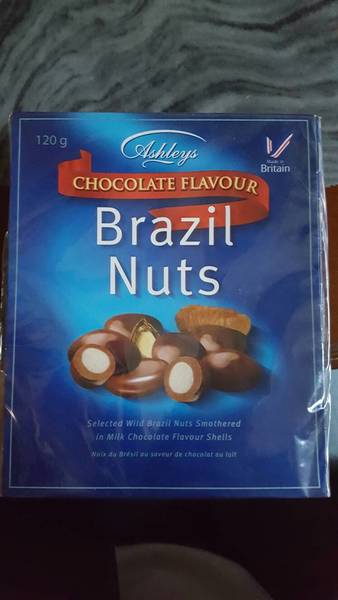 120 g
Ashleys
Made in
Britain
CHOCOLATE FLAVOUR
Brazil
Nuts
Selected Wild Brazil Nuts Smothered
in Milk Chocolate Flavour Shells
Noix du Brésil au saveur de chocolat au lait